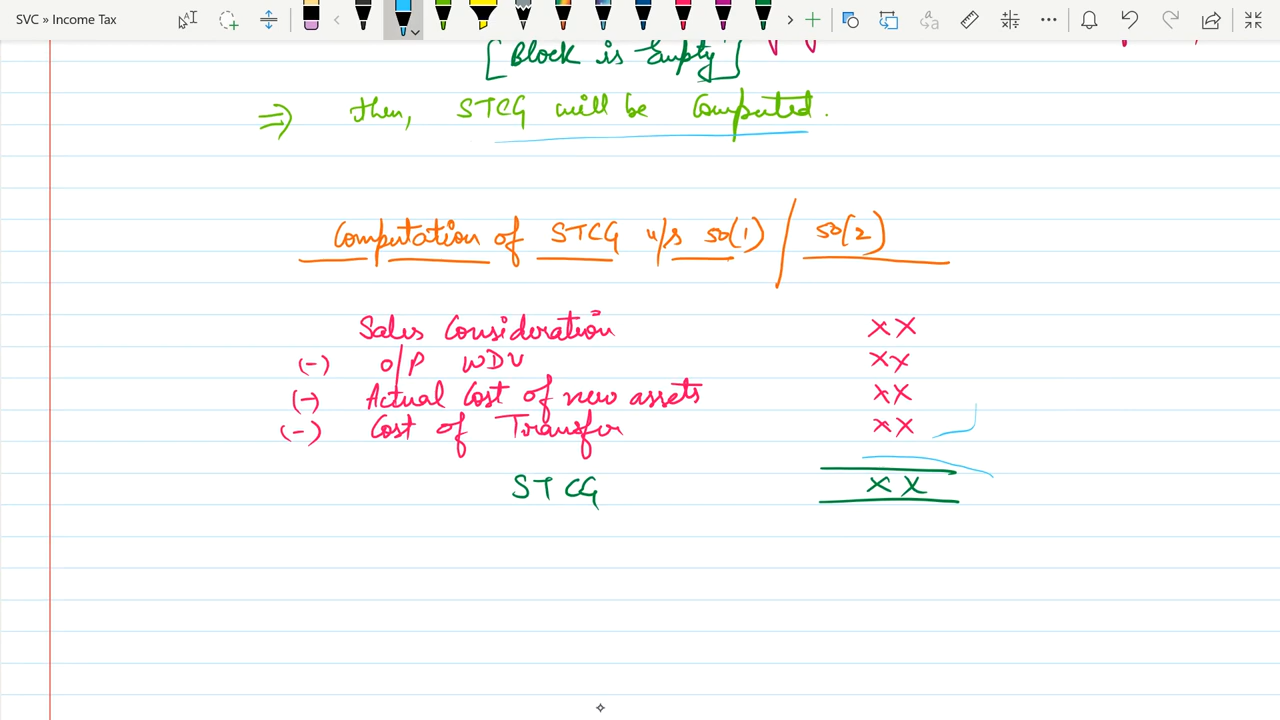 SVC » Income Tax
[Block is Empty]
⇒ then, STCG will be Computed.
Computation of STCG u/s 50(1) / 50(2)
Sales Consideration XX
(-) O/P WDV XX
(-) Actual Cost of new assets XX
(-) Cost of Transfer XX
STCG XX